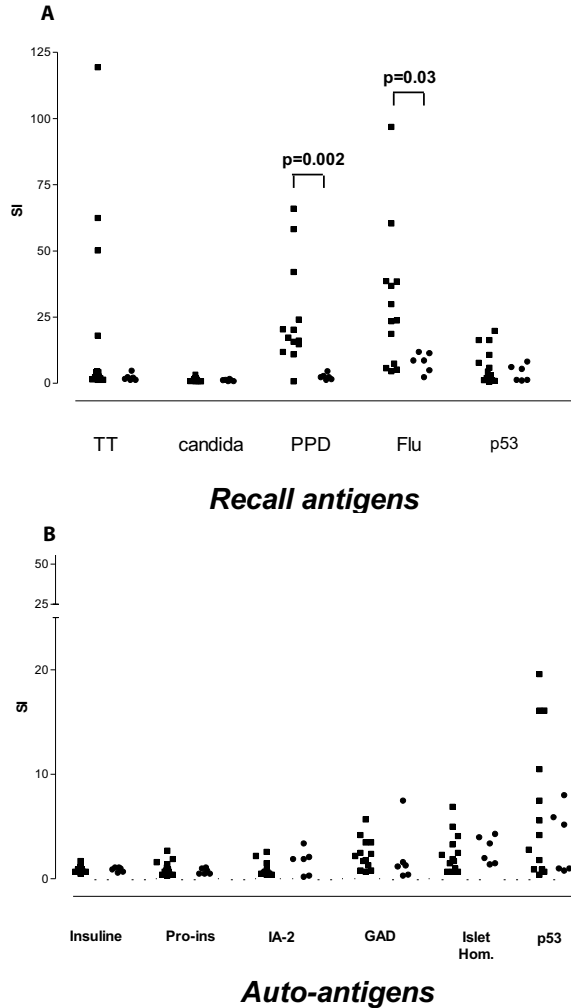 A
125
p=0.03
100
p=0.002
75
SI
50
25
0
TT candida PPD Flu p53
Recall antigens
B
50
25
20
SI
10
0
Insuline Pro-ins IA-2 GAD Islet Hom. p53
Auto-antigens